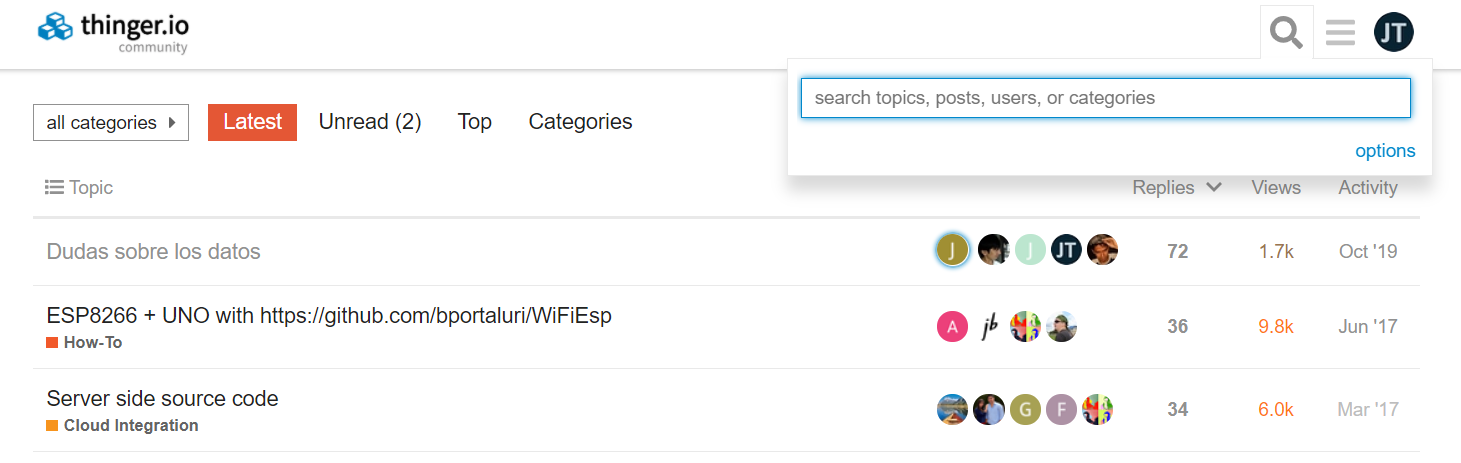 thinger.io
community
JT
search topics, posts, users, or categories
options
all categories
Latest
Unread (2)
Top
Categories
Topic
Replies
Views
Activity
Dudas sobre los datos
J
J
JT
72
1.7k
Oct '19
ESP8266 + UNO with https://github.com/bportaluri/WiFiEsp
How-To
A
jb
36
9.8k
Jun '17
Server side source code
Cloud Integration
G
F
34
6.0k
Mar '17